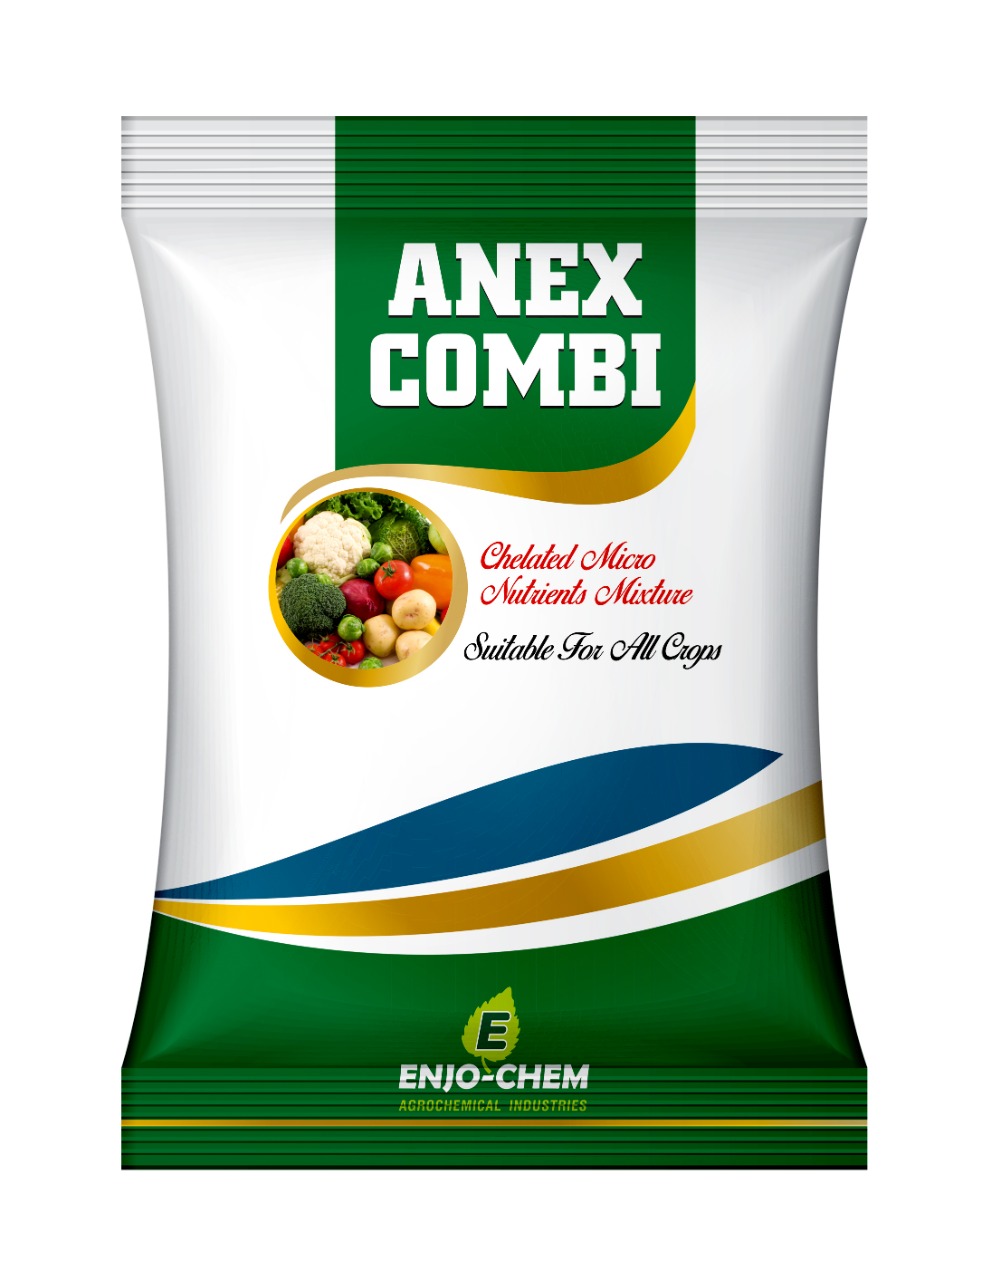 ANEX
COMBI
Chelated Micro
Nutrients Mixture
Suitable For All Crops
E
ENJO-CHEM
AGROCHEMICAL INDUSTRIES